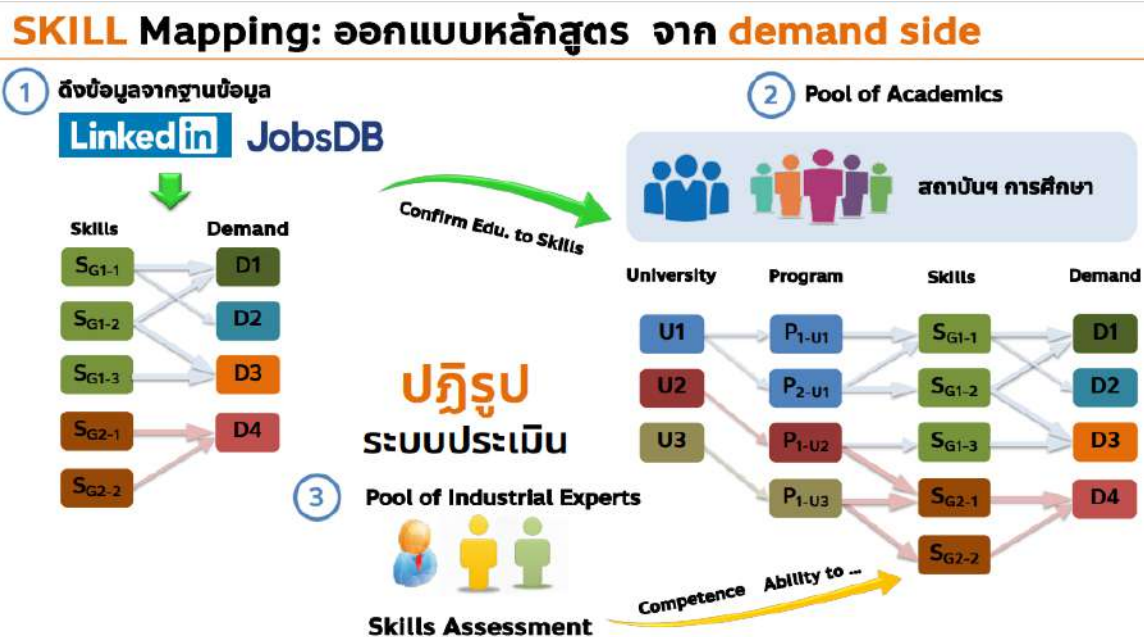 SKILL Mapping: ออกแบบหลักสูตร จาก demand side
1 ดึงข้อมูลจากฐานข้อมูล
LinkedIn JobsDB
Skills Demand
SG1-1 D1
SG1-2 D2
SG1-3 D3
SG2-1 D4
SG2-2
Confirm Edu. to Skills
2 Pool of Academics
สถาบันฯ การศึกษา
University Program Skills Demand
U1 P1-U1 SG1-1 D1
U2 P2-U1 SG1-2 D2
U3 P1-U2 SG1-3 D3
P1-U3 SG2-1 D4
SG2-2
ปฏิรูป
ระบบประเมิน
3 Pool of Industrial Experts
Skills Assessment
Competence Ability to ...